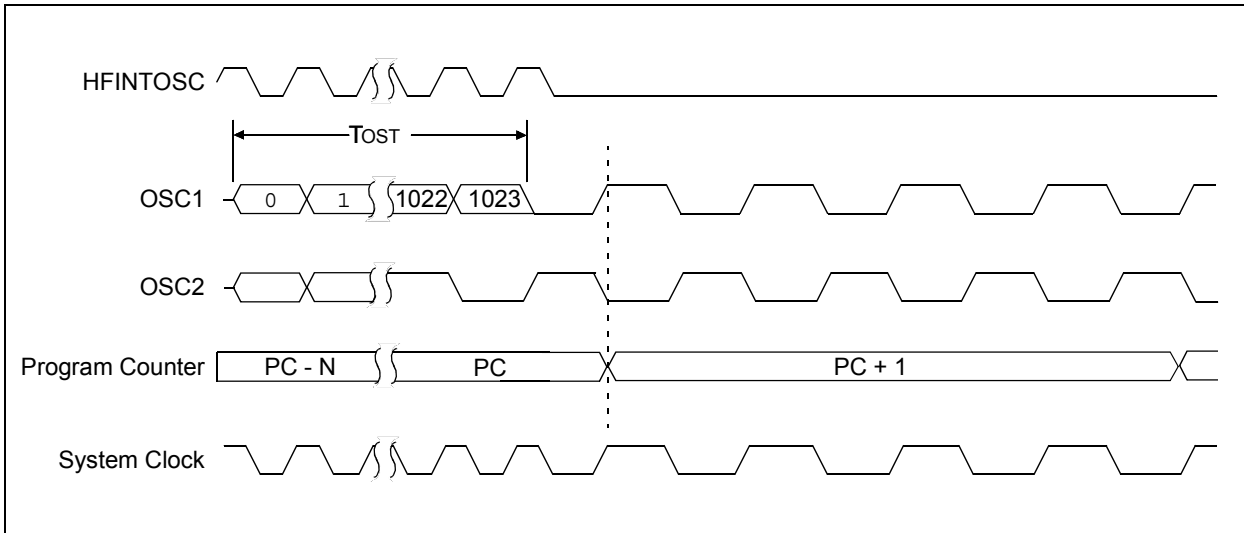 HFINTOSC
TOST
OSC1 0 1 1022 1023
OSC2
Program Counter PC - N PC PC + 1
System Clock